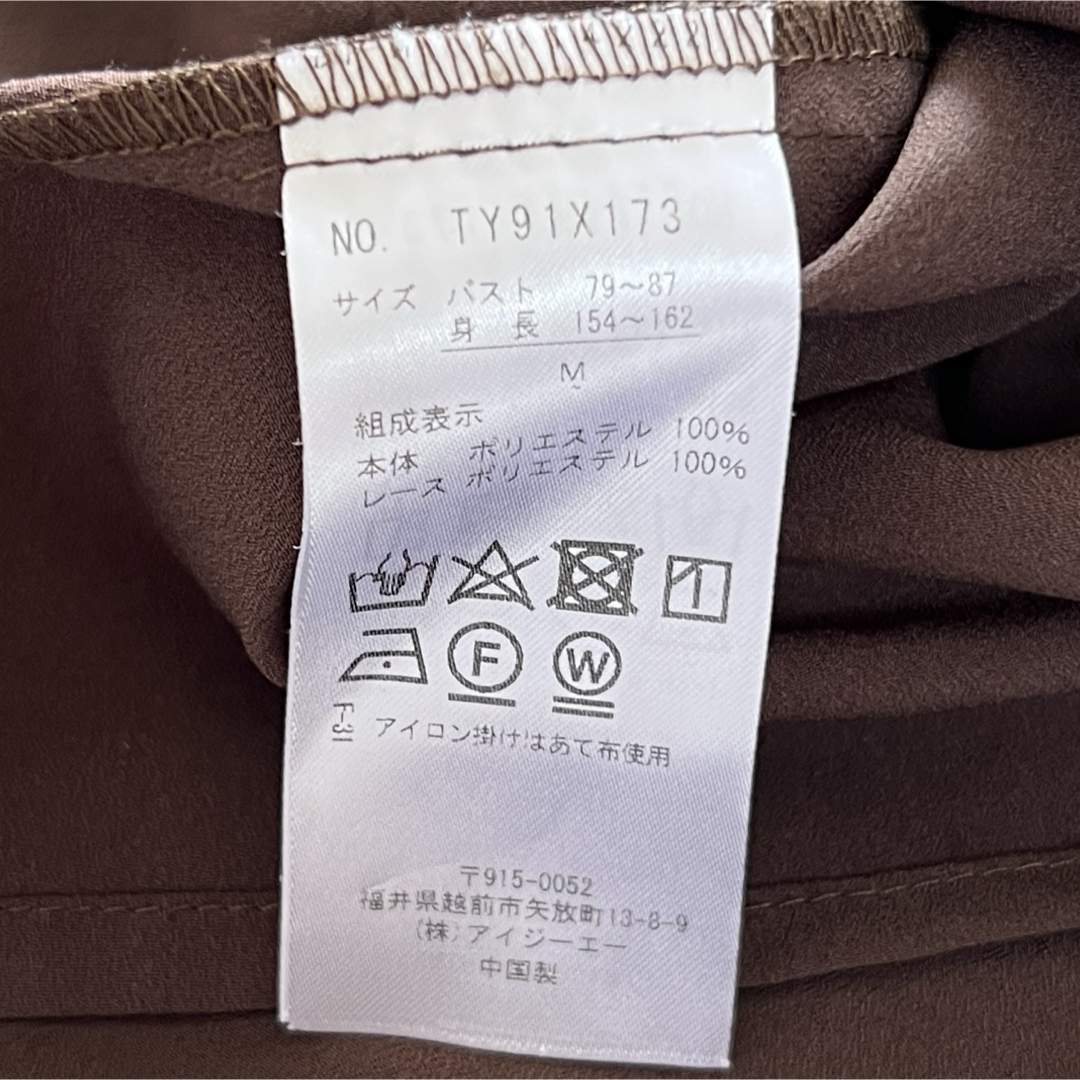 NO. TY91X173
サイズ バスト 79～87
身 長 154～162
M
組成表示
本体 ポリエステル 100%
レース ポリエステル 100%
F
W
F-31
アイロン掛けはあて布使用
〒915-0052
福井県越前市矢放町13-8-9
(株)アイジーエー
中国製